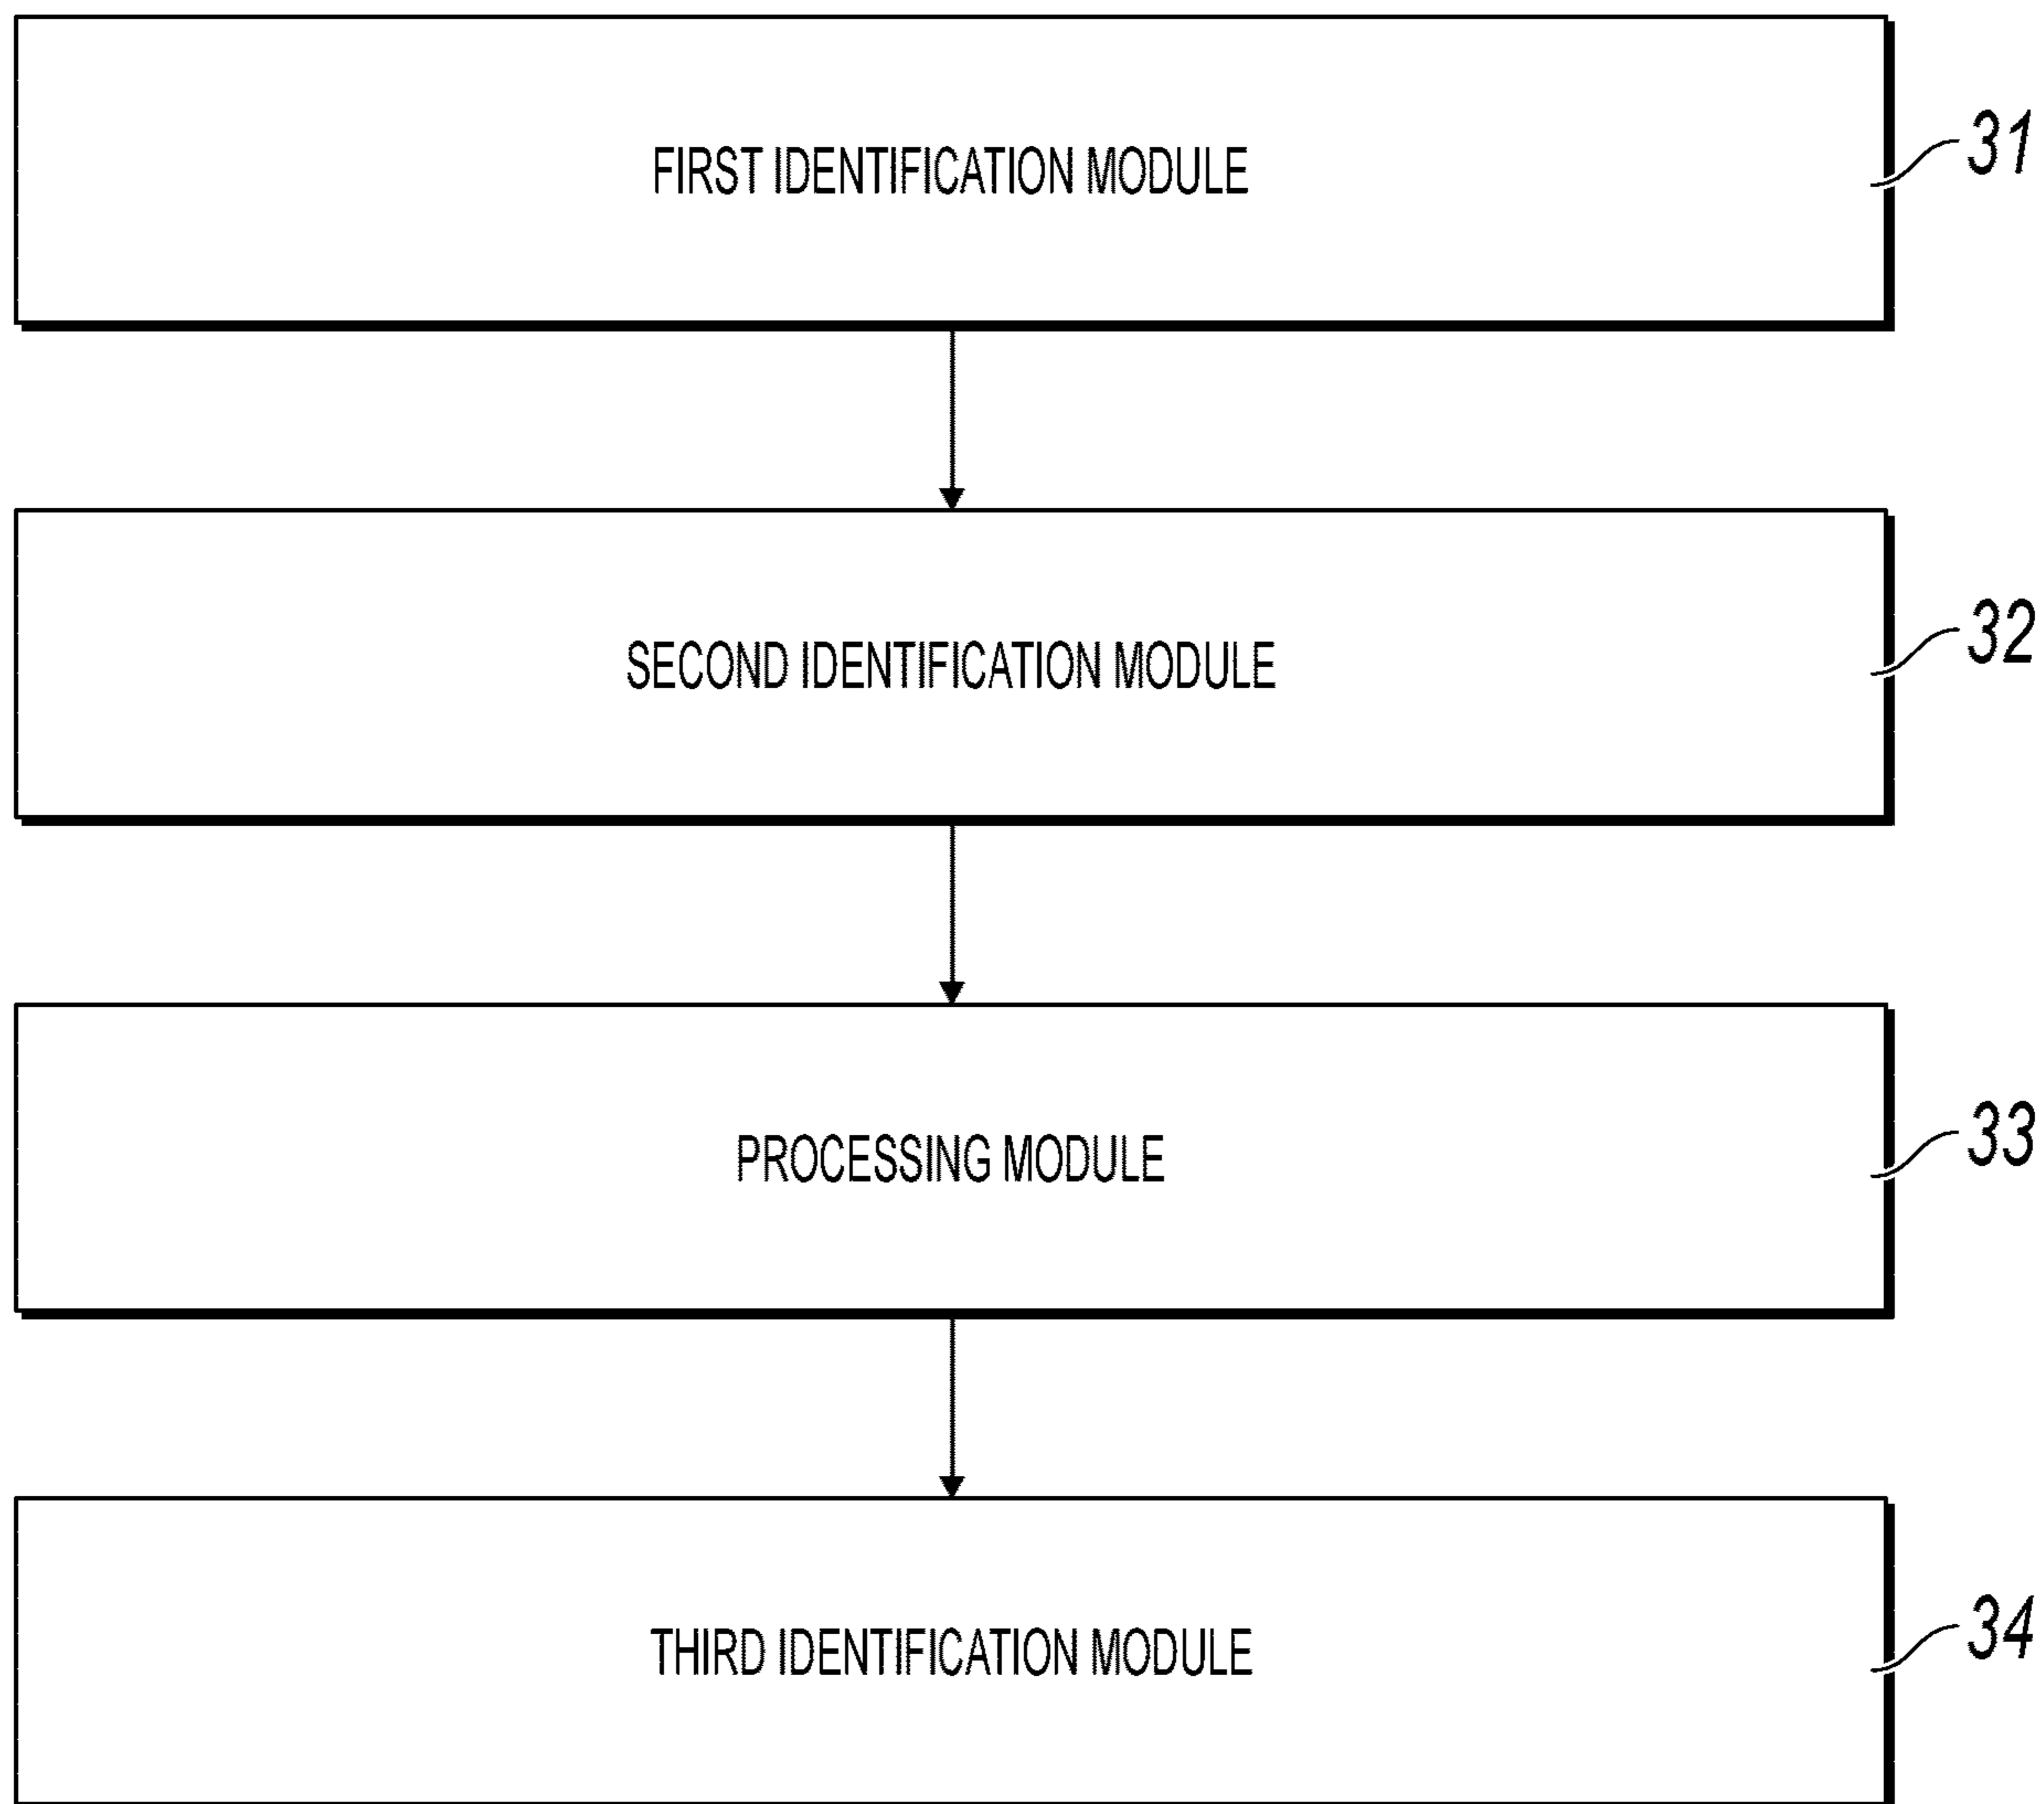 FIRST IDENTIFICATION MODULE
31
SECOND IDENTIFICATION MODULE
32
PROCESSING MODULE
33
THIRD IDENTIFICATION MODULE
34